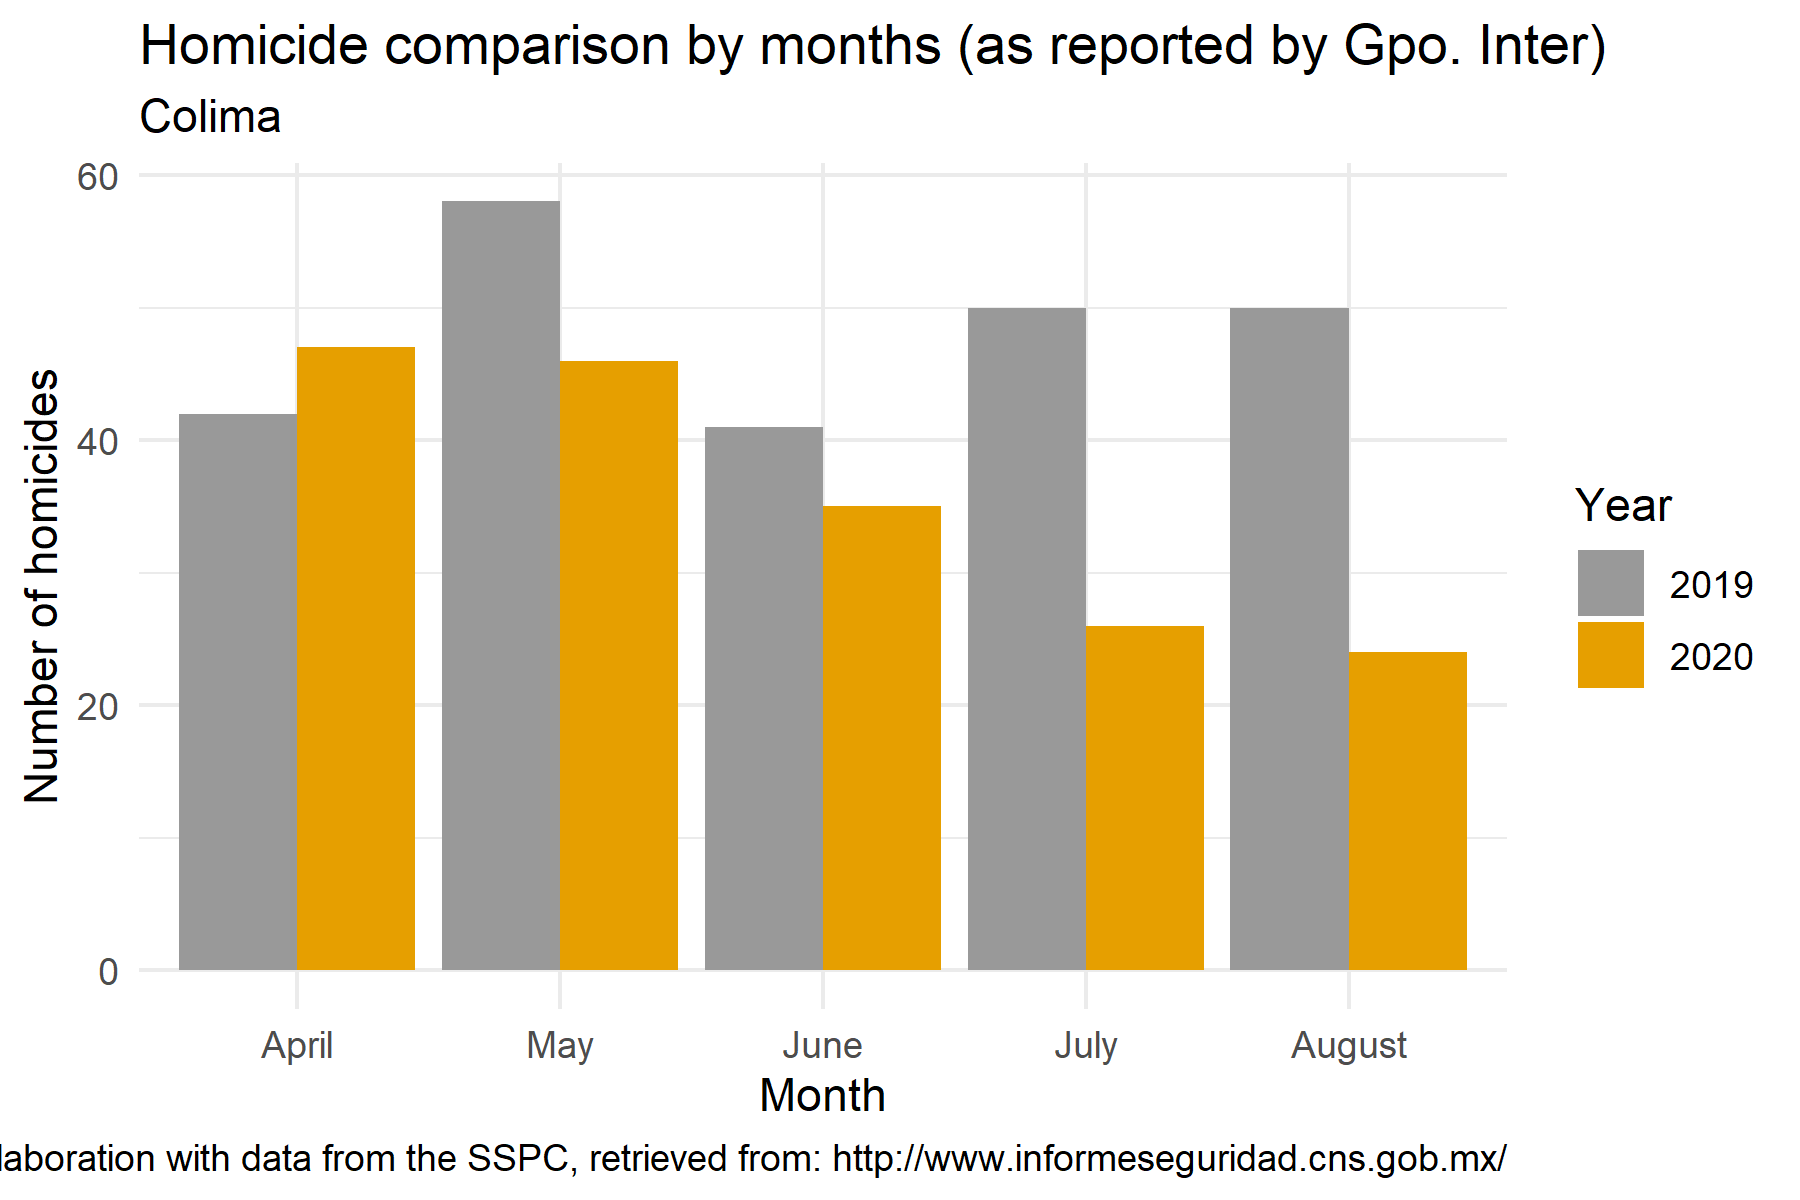 Homicide comparison by months (as reported by Gpo. Inter)
Colima
60
40
20
0
Number of homicides
April May June July August
Month
Year
2019
2020
with data from the SSPC, retrieved from: http://www.informeseguridad.cns.gob.mx/